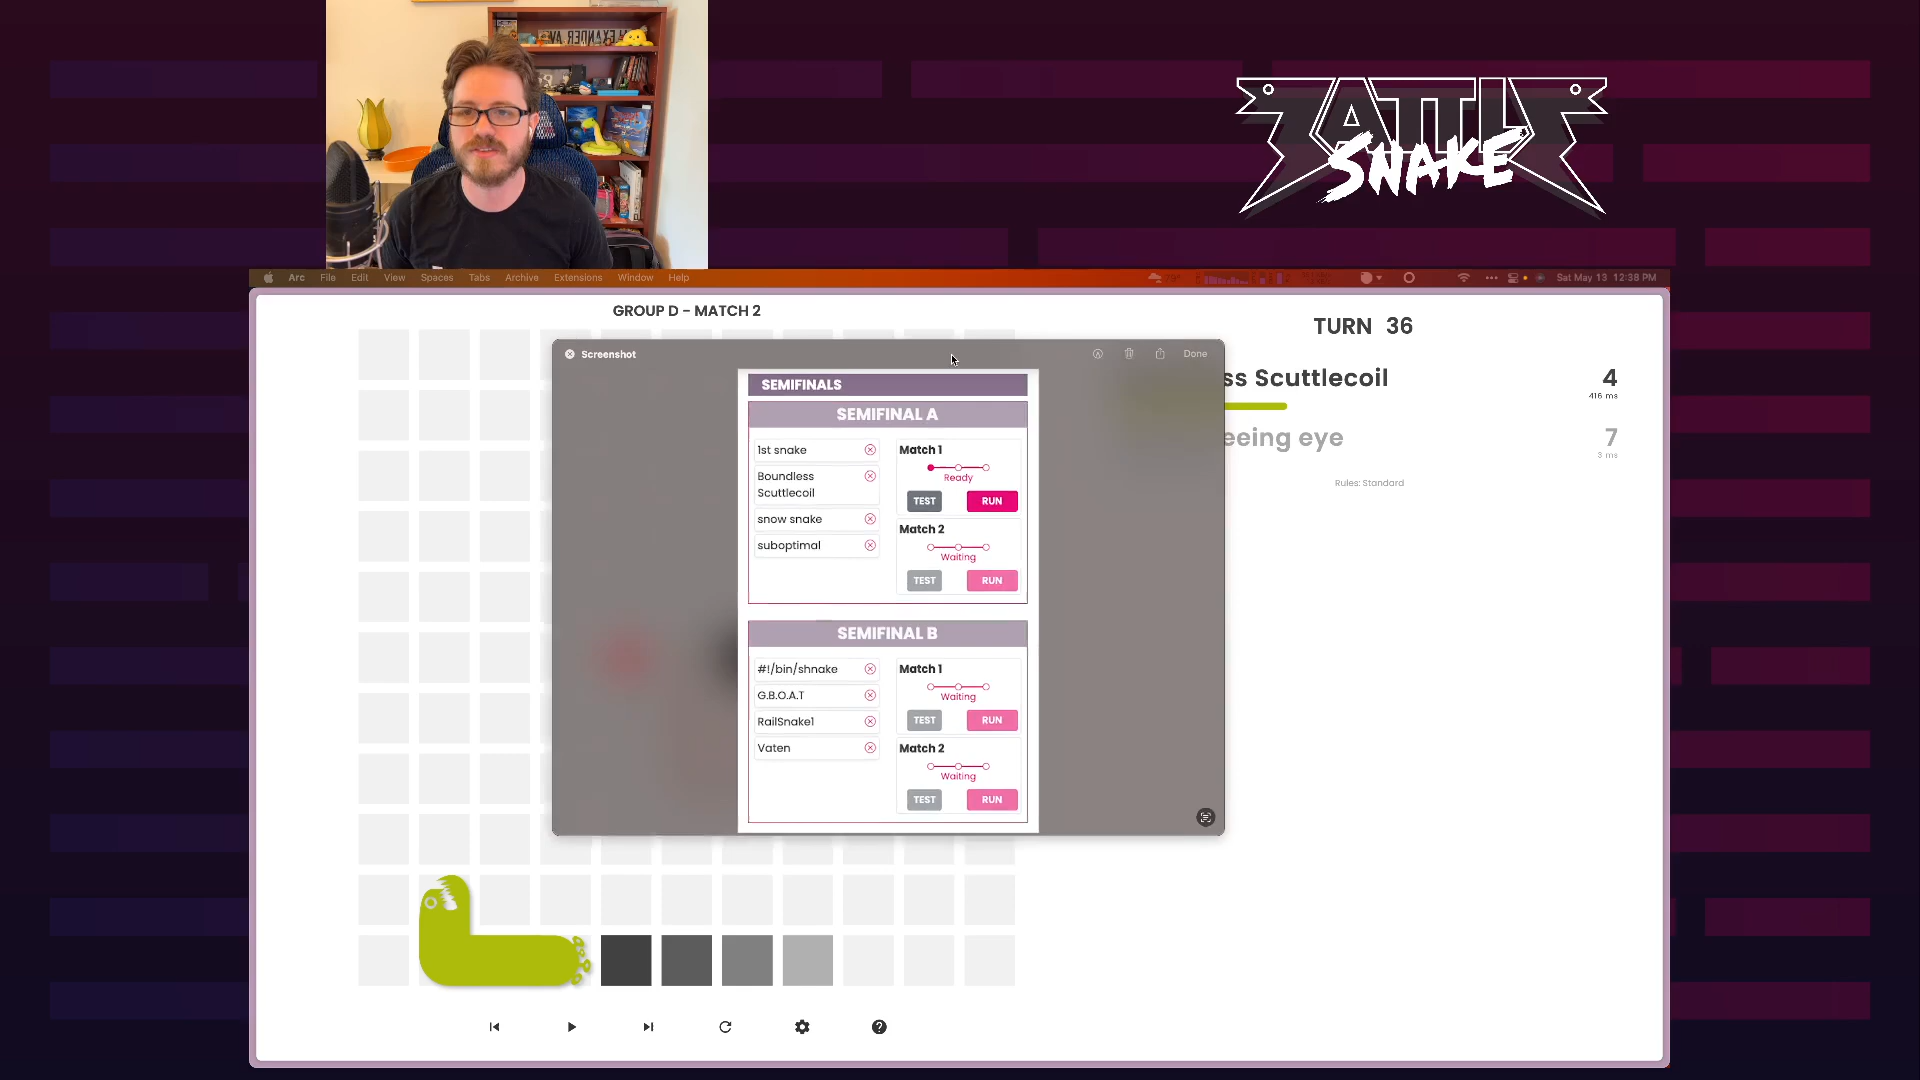 BATTLE
SNAKE
Arc File Edit View Spaces Tabs Archive Extensions Window Help
Sat May 13 12:38 PM
GROUP D - MATCH 2
TURN 36
Screenshot
Done
ss Scuttlecoil 4
416 ms
eeing eye 7
3 ms
Rules: Standard
SEMIFINALS
SEMIFINAL A
1st snake
Boundless
Scuttlecoil
snow snake
suboptimal
Match 1
Ready
TEST RUN
Match 2
Waiting
TEST RUN
SEMIFINAL B
#!/bin/shnake
G.B.O.A.T
RailSnake1
Vaten
Match 1
Waiting
TEST RUN
Match 2
Waiting
TEST RUN